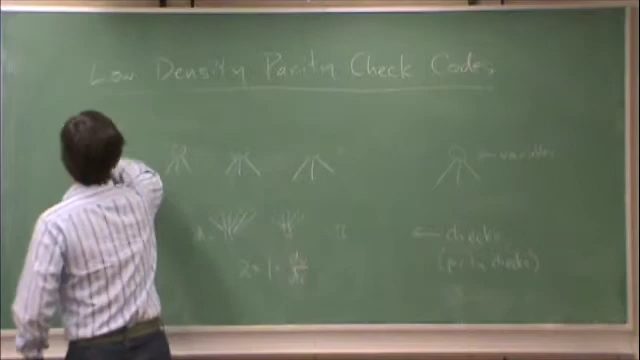 Low Density Parity Check Codes
variables
checks
(parity checks)